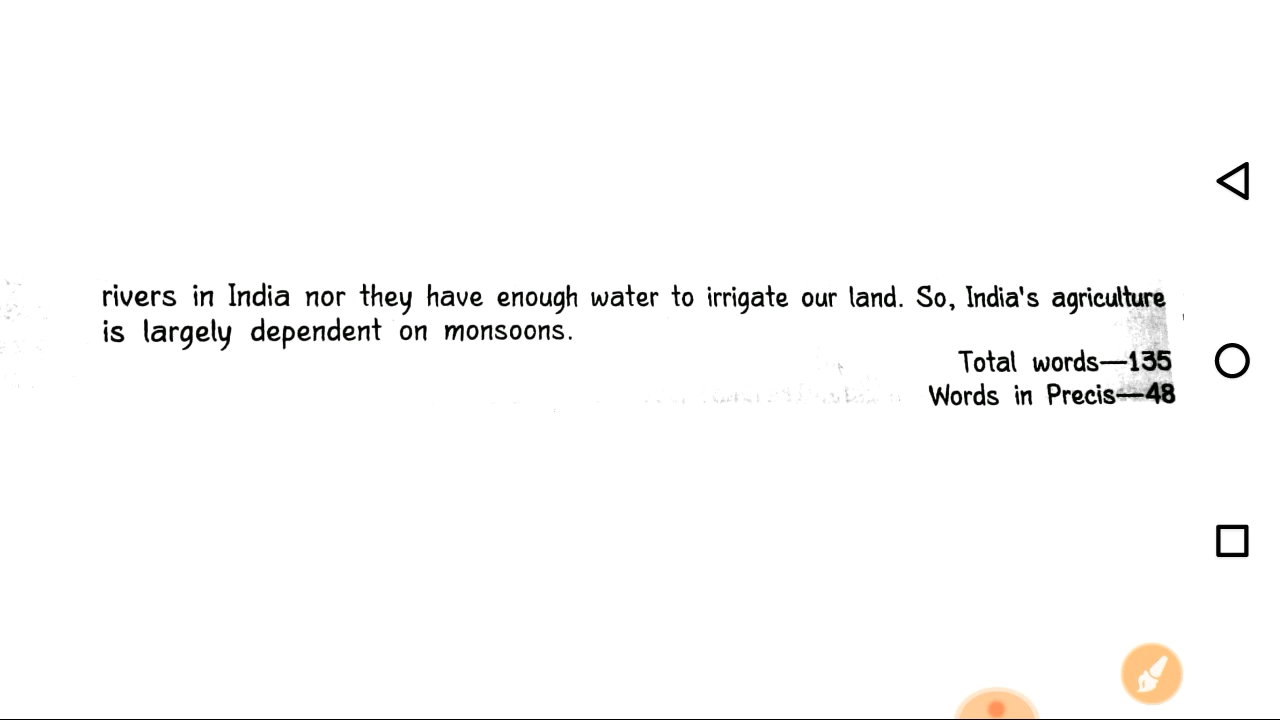 rivers in India nor they have enough water to irrigate our land. So, India's agriculture
is largely dependent on monsoons.
Total words—135
Words in Precis—48